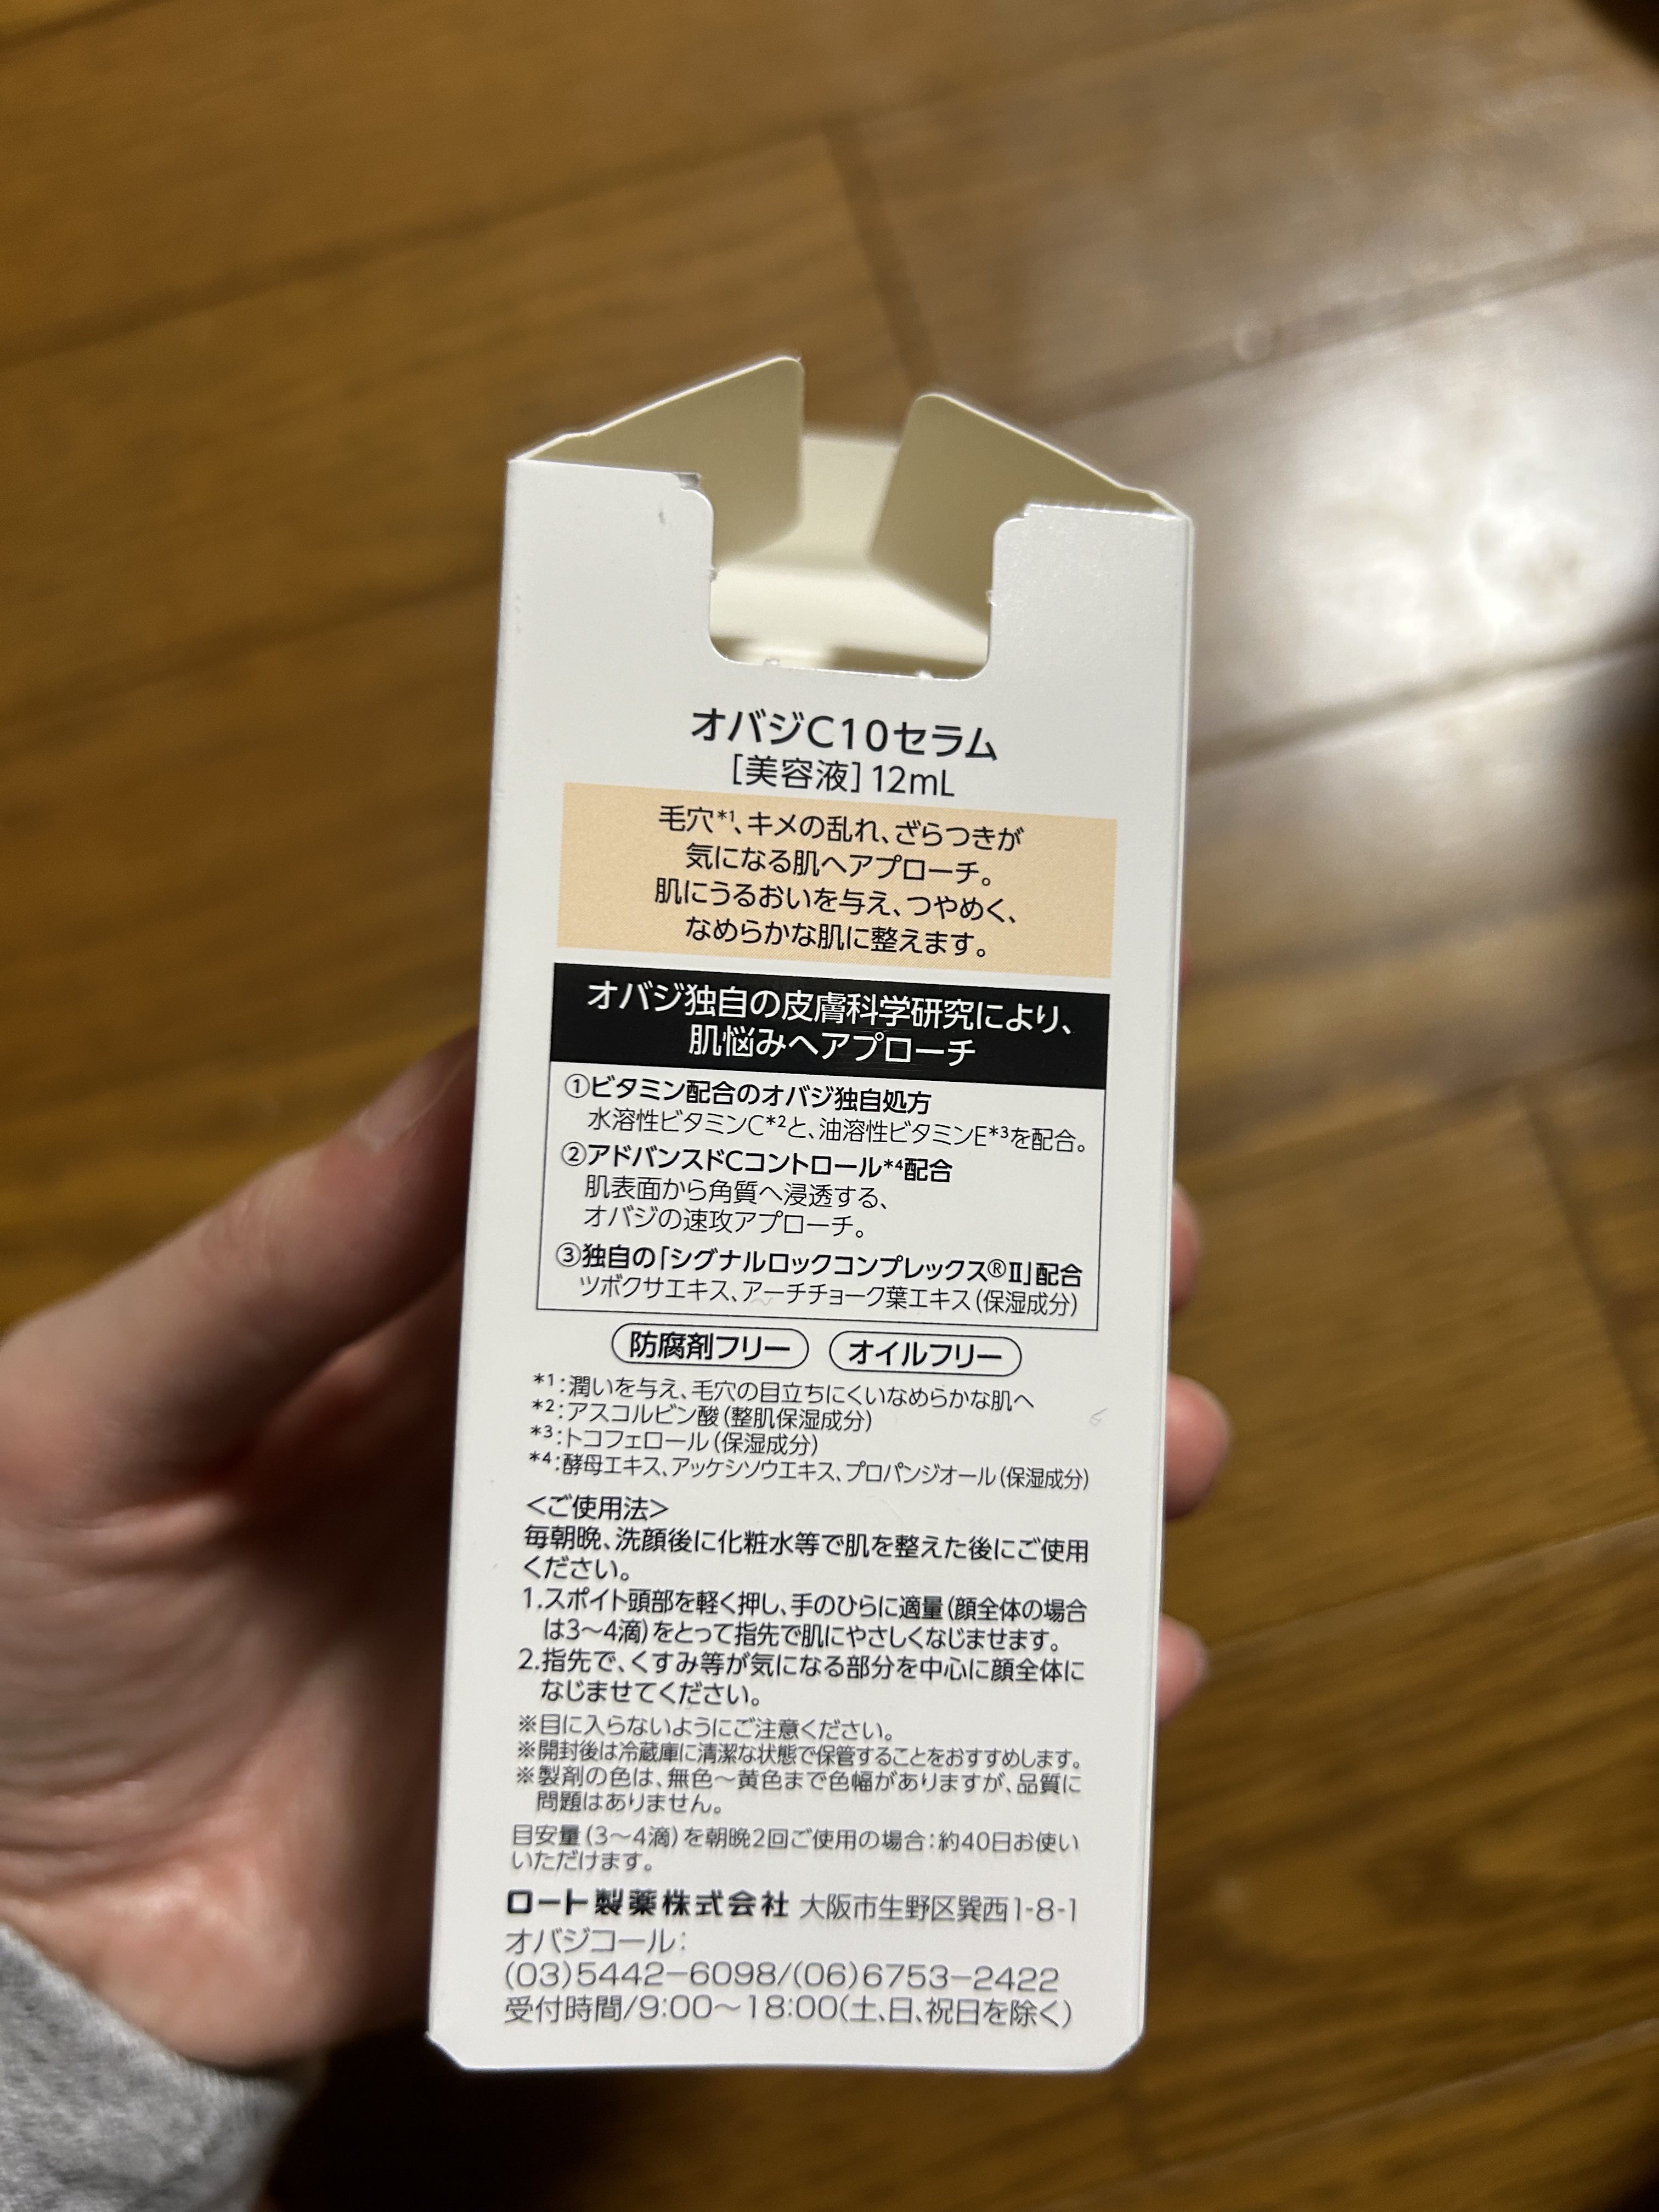 オバジC10セラム
[美容液]12mL
毛穴*1、キメの乱れ、ざらつきが
気になる肌へアプローチ。
肌にうるおいを与え、つやめく、
なめらかな肌に整えます。
オバジ独自の皮膚科学研究により、
肌悩みへアプローチ
①ビタミン配合のオバジ独自処方
水溶性ビタミンC*2と、油溶性ビタミンE*3を配合。
②アドバンスドCコントロール*4配合
肌表面から角質へ浸透する、
オバジの速攻アプローチ。
③独自の「シグナルロックコンプレックス®Ⅱ」配合
ツボクサエキス、アーチチョーク葉エキス(保湿成分)
防腐剤フリー オイルフリー
*1:潤いを与え、毛穴の目立ちにくいなめらかな肌へ
*2:アスコルビン酸(整肌保湿成分)
*3:トコフェロール(保湿成分)
*4:酵母エキス、アッケシソウエキス、プロパンジオール(保湿成分)
<ご使用法>
毎朝晩、洗顔後に化粧水等で肌を整えた後にご使用
ください。
1.スポイト頭部を軽く押し、手のひらに適量(顔全体の場合
は3〜4滴)をとって指先で肌にやさしくなじませます。
2.指先で、くすみ等が気になる部分を中心に顔全体に
なじませてください。
※目に入らないようにご注意ください。
※開封後は冷蔵庫に清潔な状態で保管することをおすすめします。
※製剤の色は、無色〜黄色まで色幅がありますが、品質に
問題はありません。
目安量(3〜4滴)を朝晩2回ご使用の場合:約40日お使い
いただけます。
ロート製薬株式会社 大阪市生野区巽西1-8-1
オバジコール:
(03)5442-6098/(06)6753-2422
受付時間/9:00〜18:00(土、日、祝日を除く)